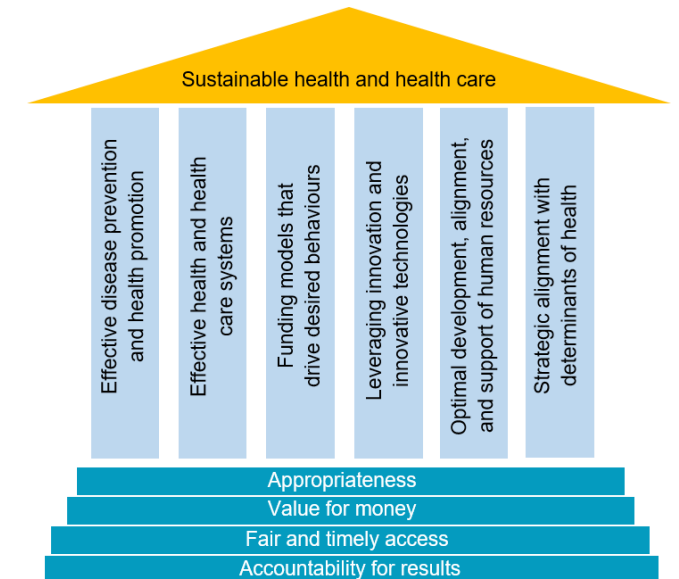 Sustainable health and health care
Effective disease prevention
and health promotion
Effective health and health
care systems
Funding models that
drive desired behaviours
Leveraging innovation and
innovative technologies
Optimal development, alignment,
and support of human resources
Strategic alignment with
determinants of health
Appropriateness
Value for money
Fair and timely access
Accountability for results